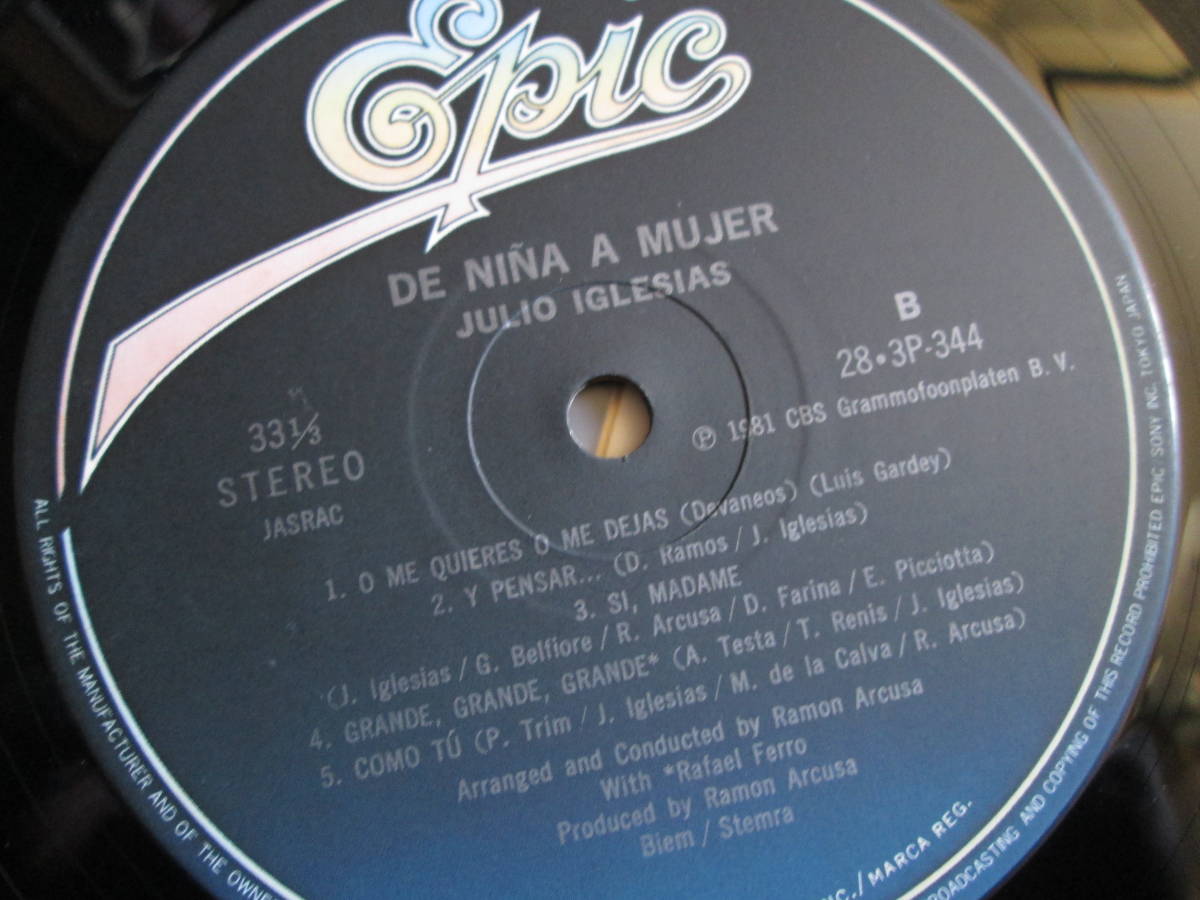 Epic
DE NIÑA A MUJER
JULIO IGLESIAS
B
28・3P-344
℗ 1981 CBS Grammofoonplaten B. V.
33⅓
STEREO
JASRAC
1. O ME QUIERES O ME DEJAS (Devaneos) (Luis Gardey)
2. Y PENSAR... (D. Ramos / J. Iglesias)
3. SI, MADAME
(J. Iglesias / G. Belfiore / R. Arcusa / D. Farina / E. Picciotta)
4. GRANDE, GRANDE, GRANDE* (A. Testa / T. Renis / J. Iglesias)
5. COMO TÚ (P. Trim / J. Iglesias / M. de la Calva / R. Arcusa)
Arranged and Conducted by Ramon Arcusa
With *Rafael Ferro
Produced by Ramon Arcusa
Biem / Stemra
ALL RIGHTS OF THE MANUFACTURER AND OF THE
/ MARCA REG.
BROADCASTING AND COPYING OF THIS RECORD PROHIBITED EPIC SONY INC. TOKYO JAPAN